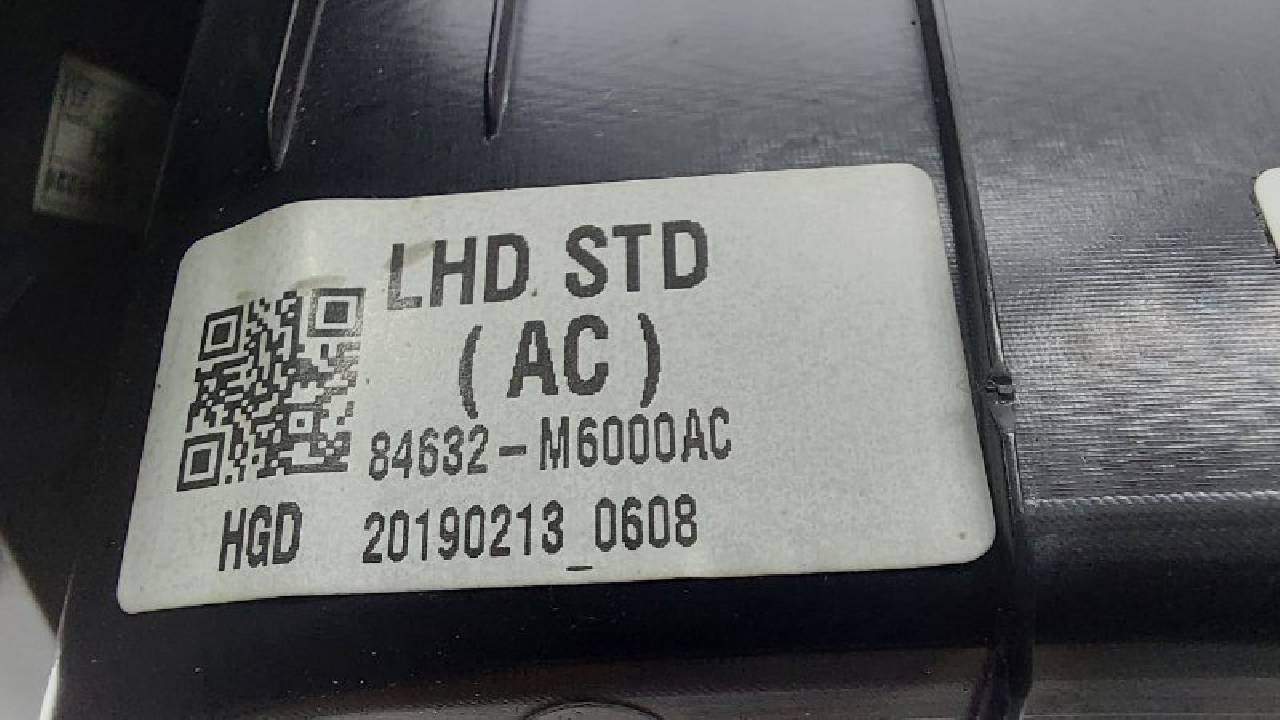 LHD STD
( AC )
84632-M6000AC
HGD 20190213_0608